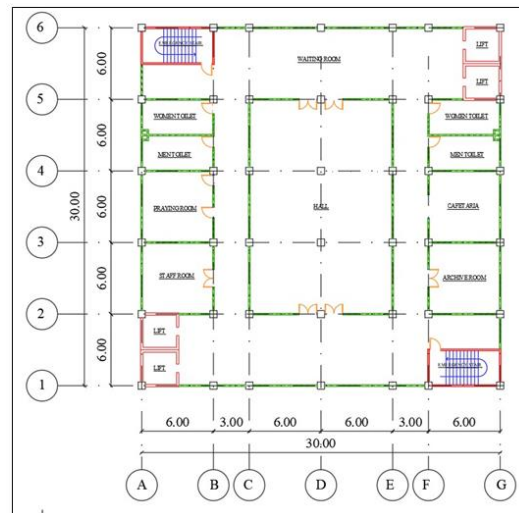 6
5
4
3
2
1
6.00
6.00
6.00
6.00
6.00
30.00
WAITING ROOM
LIFT
LIFT
WOMEN TOILET
WOMEN TOILET
MEN TOILET
MEN TOILET
PRAYING ROOM
HALL
CAFETARIA
STAFF ROOM
ARCHIVE ROOM
LIFT
LIFT
6.00
3.00
6.00
6.00
3.00
6.00
30.00
A
B
C
D
E
F
G